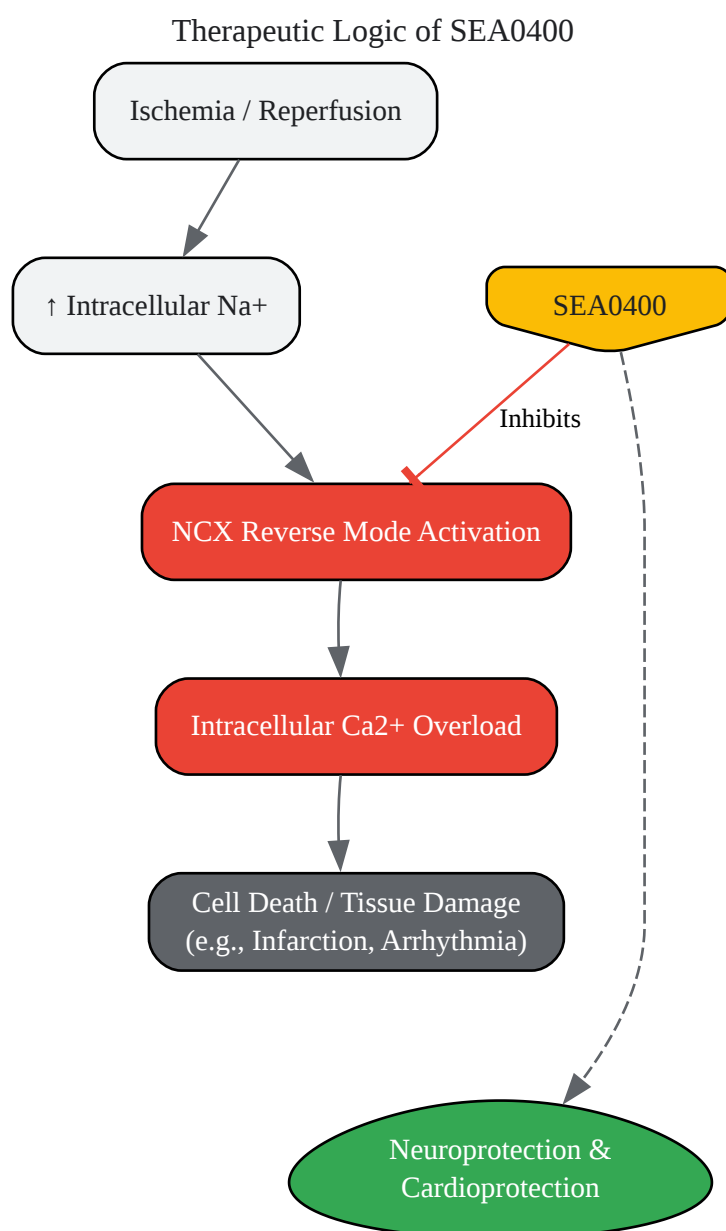 Therapeutic Logic of SEA0400
Ischemia / Reperfusion
↑ Intracellular Na+
SEA0400
Inhibits
NCX Reverse Mode Activation
Intracellular Ca2+ Overload
Cell Death / Tissue Damage
(e.g., Infarction, Arrhythmia)
Neuroprotection &
Cardioprotection